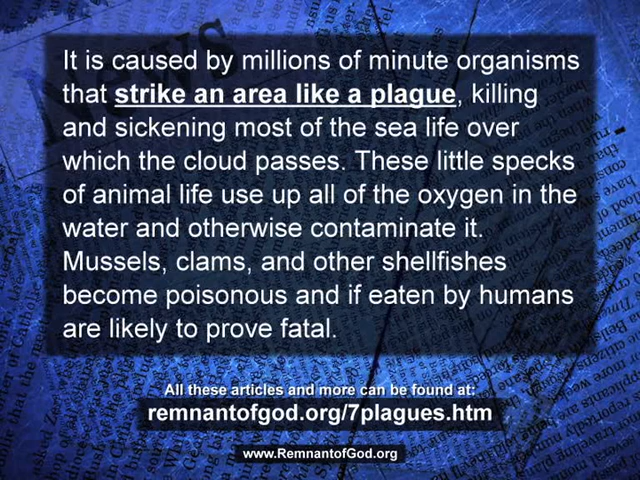 It is caused by millions of minute organisms
that strike an area like a plague, killing
and sickening most of the sea life over
which the cloud passes. These little specks
of animal life use up all of the oxygen in the
water and otherwise contaminate it.
Mussels, clams, and other shellfishes
become poisonous and if eaten by humans
are likely to prove fatal.
All these articles and more can be found at:
remnantofgod.org/7plagues.htm
www.RemnantofGod.org
News